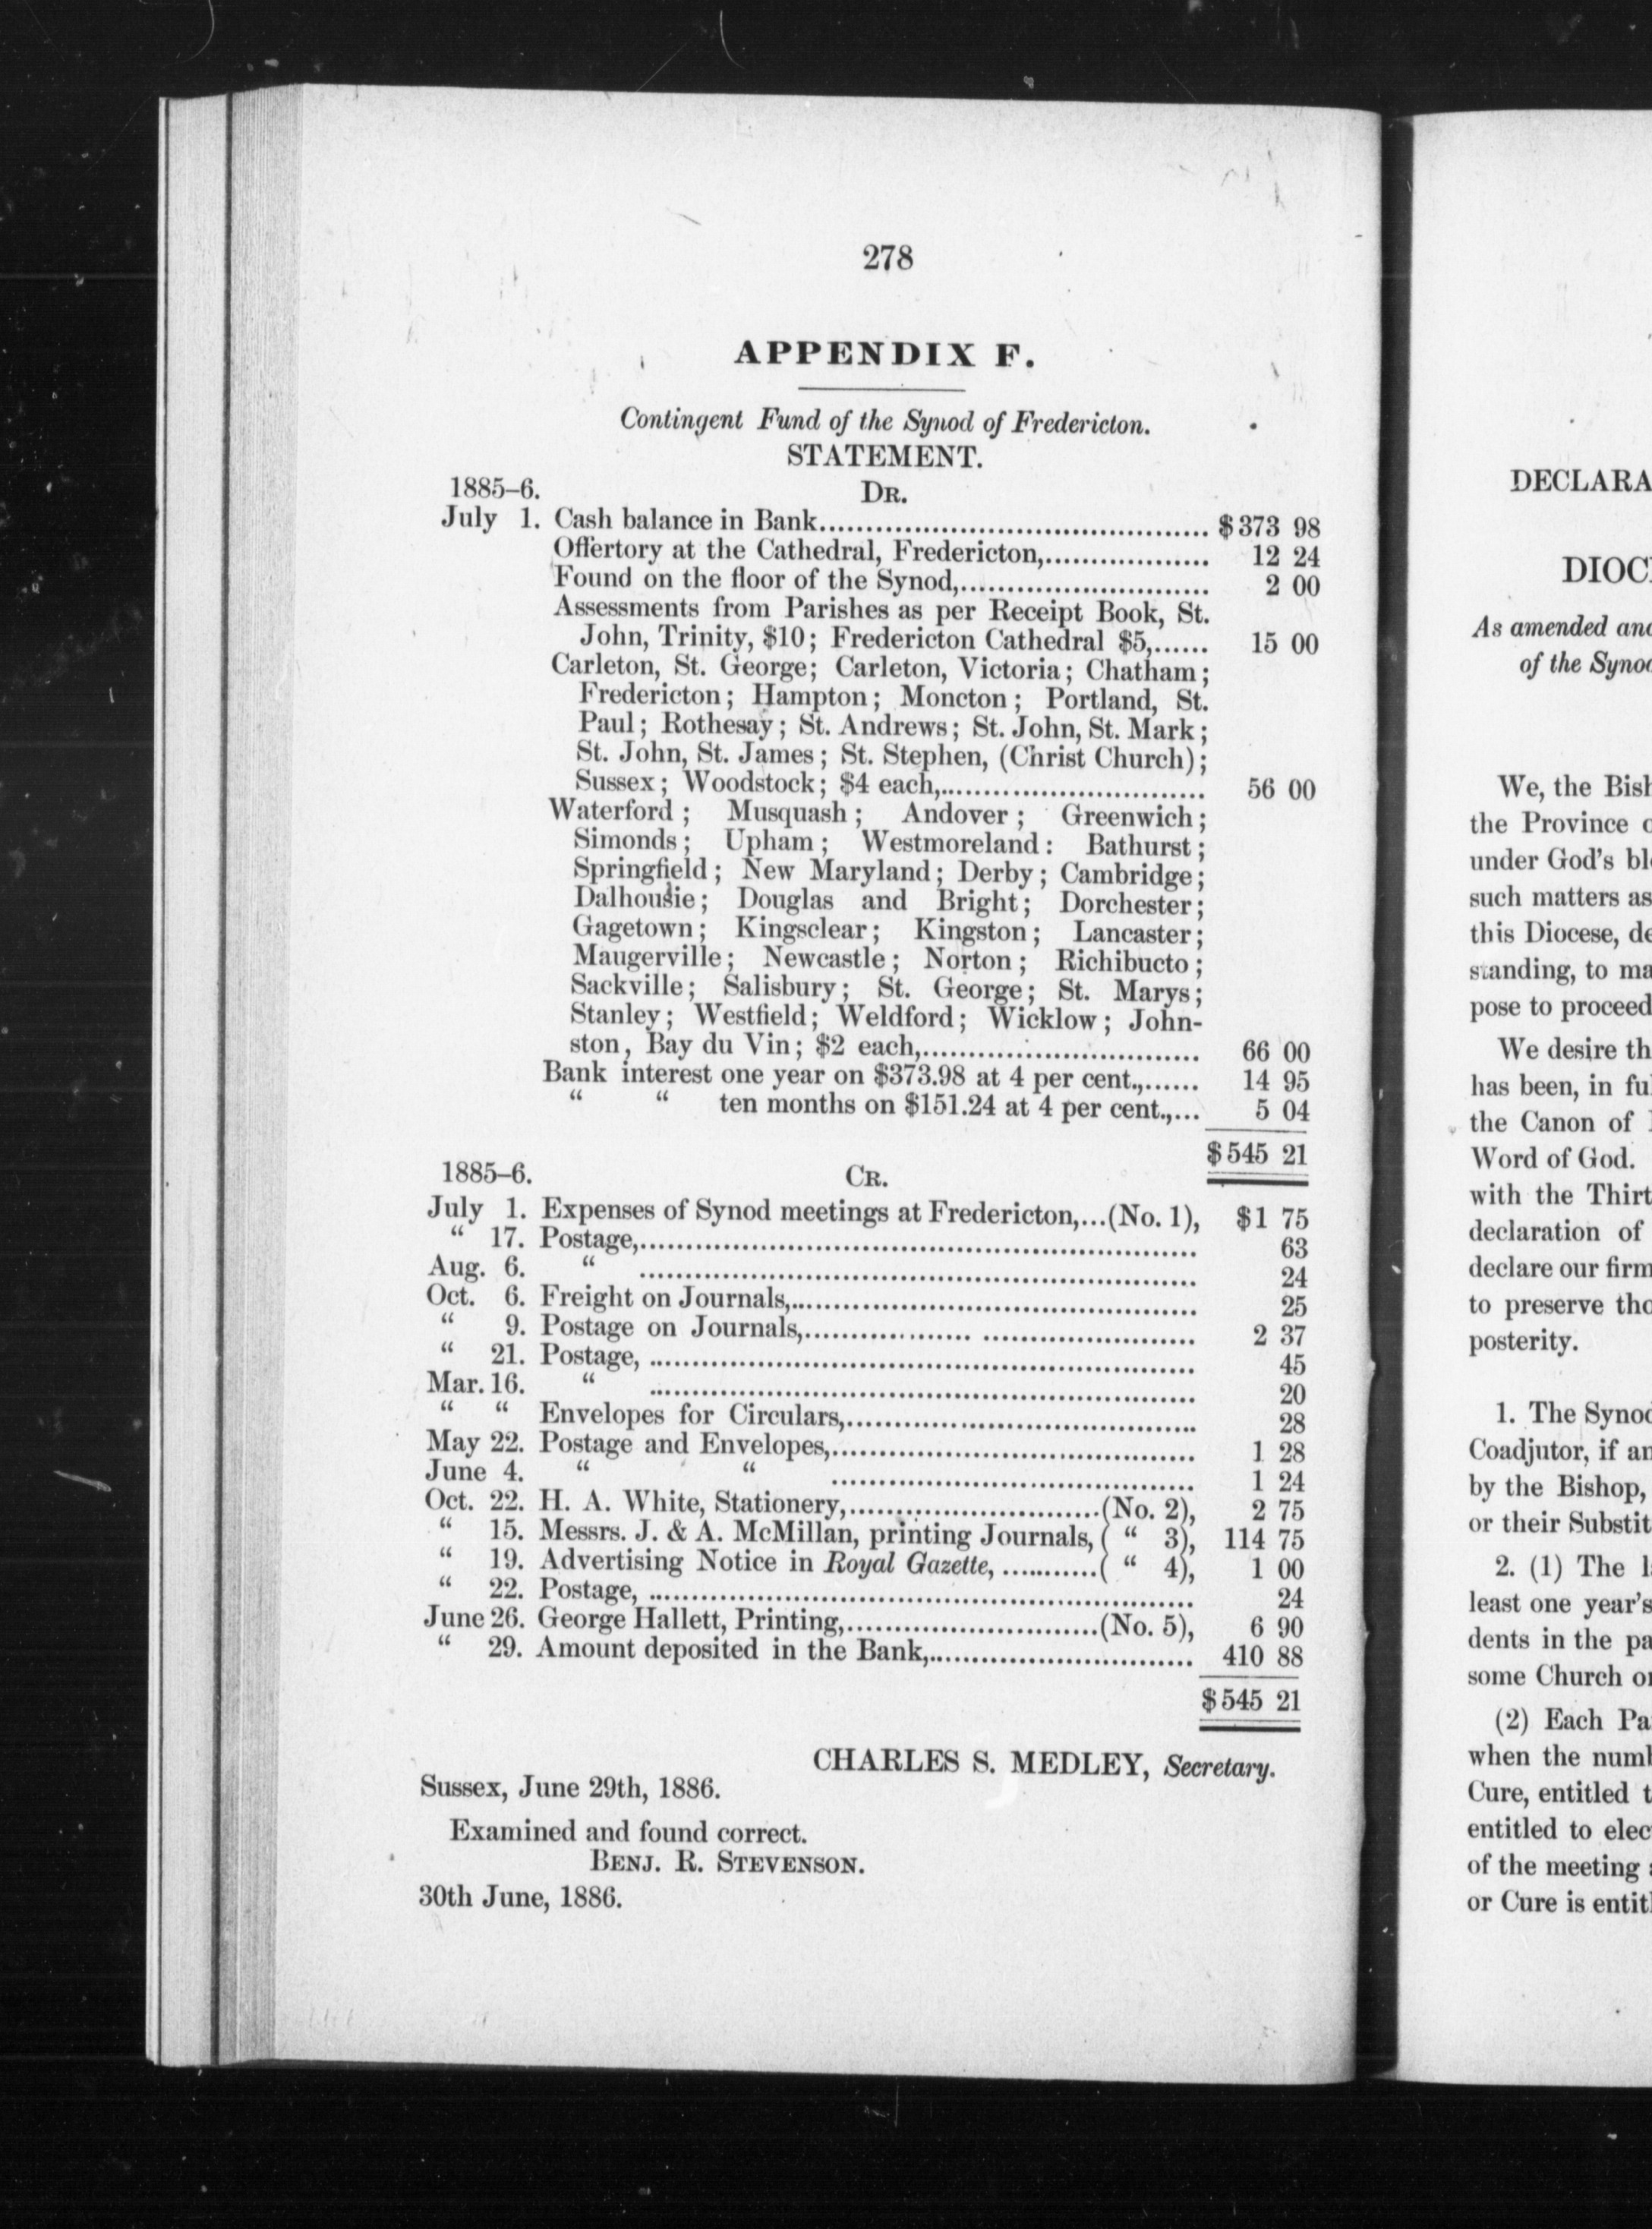 278
APPENDIX F.
Contingent Fund of the Synod of Fredericton.
STATEMENT.
1885–6. DR.
July 1. Cash balance in Bank........................................ $373 98
Offertory at the Cathedral, Fredericton,.................. 12 24
Found on the floor of the Synod,........................... 2 00
Assessments from Parishes as per Receipt Book, St.
John, Trinity, $10; Fredericton Cathedral $5,...... 15 00
Carleton, St. George; Carleton, Victoria; Chatham;
Fredericton; Hampton; Moncton; Portland, St.
Paul; Rothesay; St. Andrews; St. John, St. Mark;
St. John, St. James; St. Stephen, (Christ Church);
Sussex; Woodstock; $4 each,............................ 56 00
Waterford; Musquash; Andover; Greenwich;
Simonds; Upham; Westmoreland: Bathurst;
Springfield; New Maryland; Derby; Cambridge;
Dalhousie; Douglas and Bright; Dorchester;
Gagetown; Kingsclear; Kingston; Lancaster;
Maugerville; Newcastle; Norton; Richibucto;
Sackville; Salisbury; St. George; St. Marys;
Stanley; Westfield; Weldford; Wicklow; John-
ston, Bay du Vin; $2 each,.............................. 66 00
Bank interest one year on $373.98 at 4 per cent.,...... 14 95
“ “ ten months on $151.24 at 4 per cent.,... 5 04
$545 21
1885–6. CR.
July 1. Expenses of Synod meetings at Fredericton,...(No. 1), $1 75
“ 17. Postage,............................................................ 63
Aug. 6. “ ............................................................ 24
Oct. 6. Freight on Journals,............................................ 25
“ 9. Postage on Journals,.......................................... 2 37
“ 21. Postage, ........................................................... 45
Mar. 16. “ ........................................................... 20
“ “ Envelopes for Circulars,...................................... 28
May 22. Postage and Envelopes,....................................... 1 28
June 4. “ “ ....................................... 1 24
Oct. 22. H. A. White, Stationery,...........................(No. 2), 2 75
“ 15. Messrs. J. & A. McMillan, printing Journals, ( “ 3), 114 75
“ 19. Advertising Notice in Royal Gazette, ...........( “ 4), 1 00
“ 22. Postage, ........................................................... 24
June 26. George Hallett, Printing,...........................(No. 5), 6 90
“ 29. Amount deposited in the Bank,............................ 410 88
$545 21
CHARLES S. MEDLEY, Secretary.
Sussex, June 29th, 1886.
Examined and found correct.
BENJ. R. STEVENSON.
30th June, 1886.
DECLARA
DIOC
As amended and
of the Syno
We, the Bish
the Province
under God's bl
such matters as
this Diocese, de
standing, to ma
pose to proceed
We desire th
has been, in fu
the Canon of
Word of God.
with the Thirt
declaration of
declare our firm
to preserve tho
posterity.
1. The Synod
Coadjutor, if an
by the Bishop,
or their Substit
2. (1) The l
least one year's
dents in the pa
some Church or
(2) Each Pa
when the numb
Cure, entitled t
entitled to elec
of the meeting
or Cure is entitl